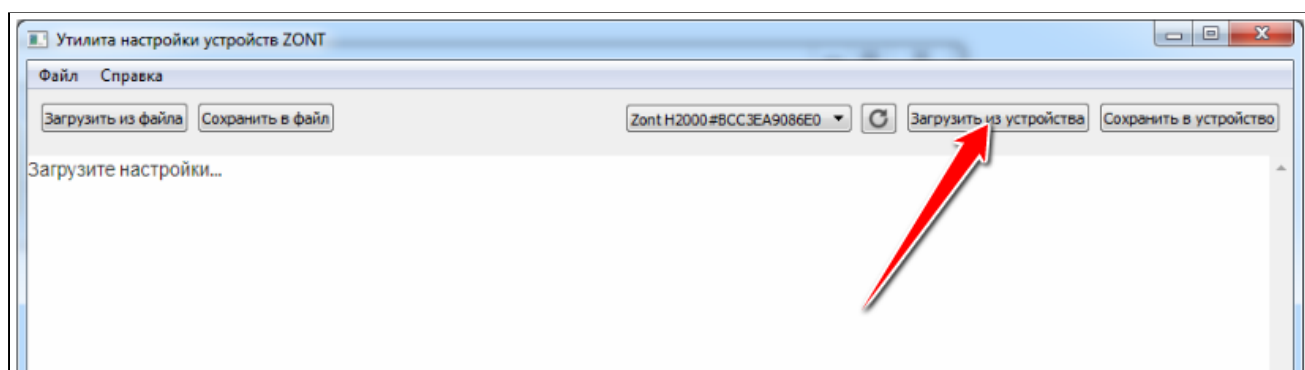 Утилита настройки устройств ZONT
Файл Справка
Загрузить из файла Сохранить в файл Zont H2000#8CC3EA9086E0 Загрузить из устройства Сохранить в устройство
Загрузите настройки...